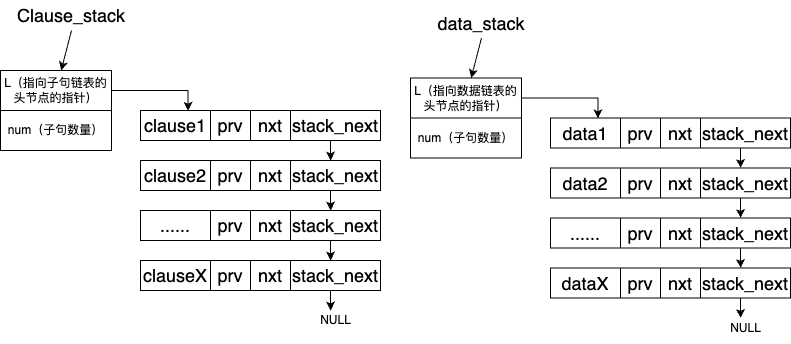 Clause_stack
L（指向子句链表的
头节点的指针）
num（子句数量）
clause1 prv nxt stack_next
clause2 prv nxt stack_next
...... prv nxt stack_next
clauseX prv nxt stack_next
NULL
data_stack
L（指向数据链表的
头节点的指针）
num（子句数量）
data1 prv nxt stack_next
data2 prv nxt stack_next
...... prv nxt stack_next
dataX prv nxt stack_next
NULL